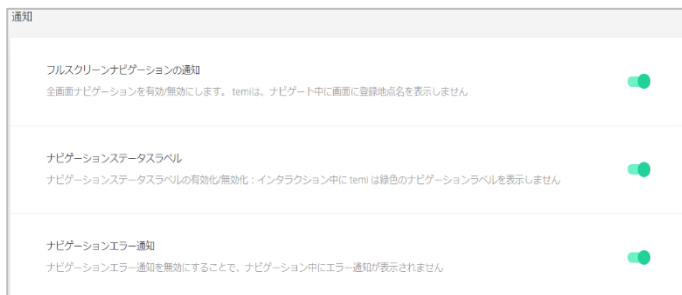 通知
フルスクリーンナビゲーションの通知
全画面ナビゲーションを有効/無効にします。temiは、ナビゲート中に画面に登録地点名を表示しません
ナビゲーションステータスラベル
ナビゲーションステータスラベルの有効化/無効化：インタラクション中に temi は緑色のナビゲーションラベルを表示しません
ナビゲーションエラー通知
ナビゲーションエラー通知を無効にすることで、ナビゲーション中にエラー通知が表示されません